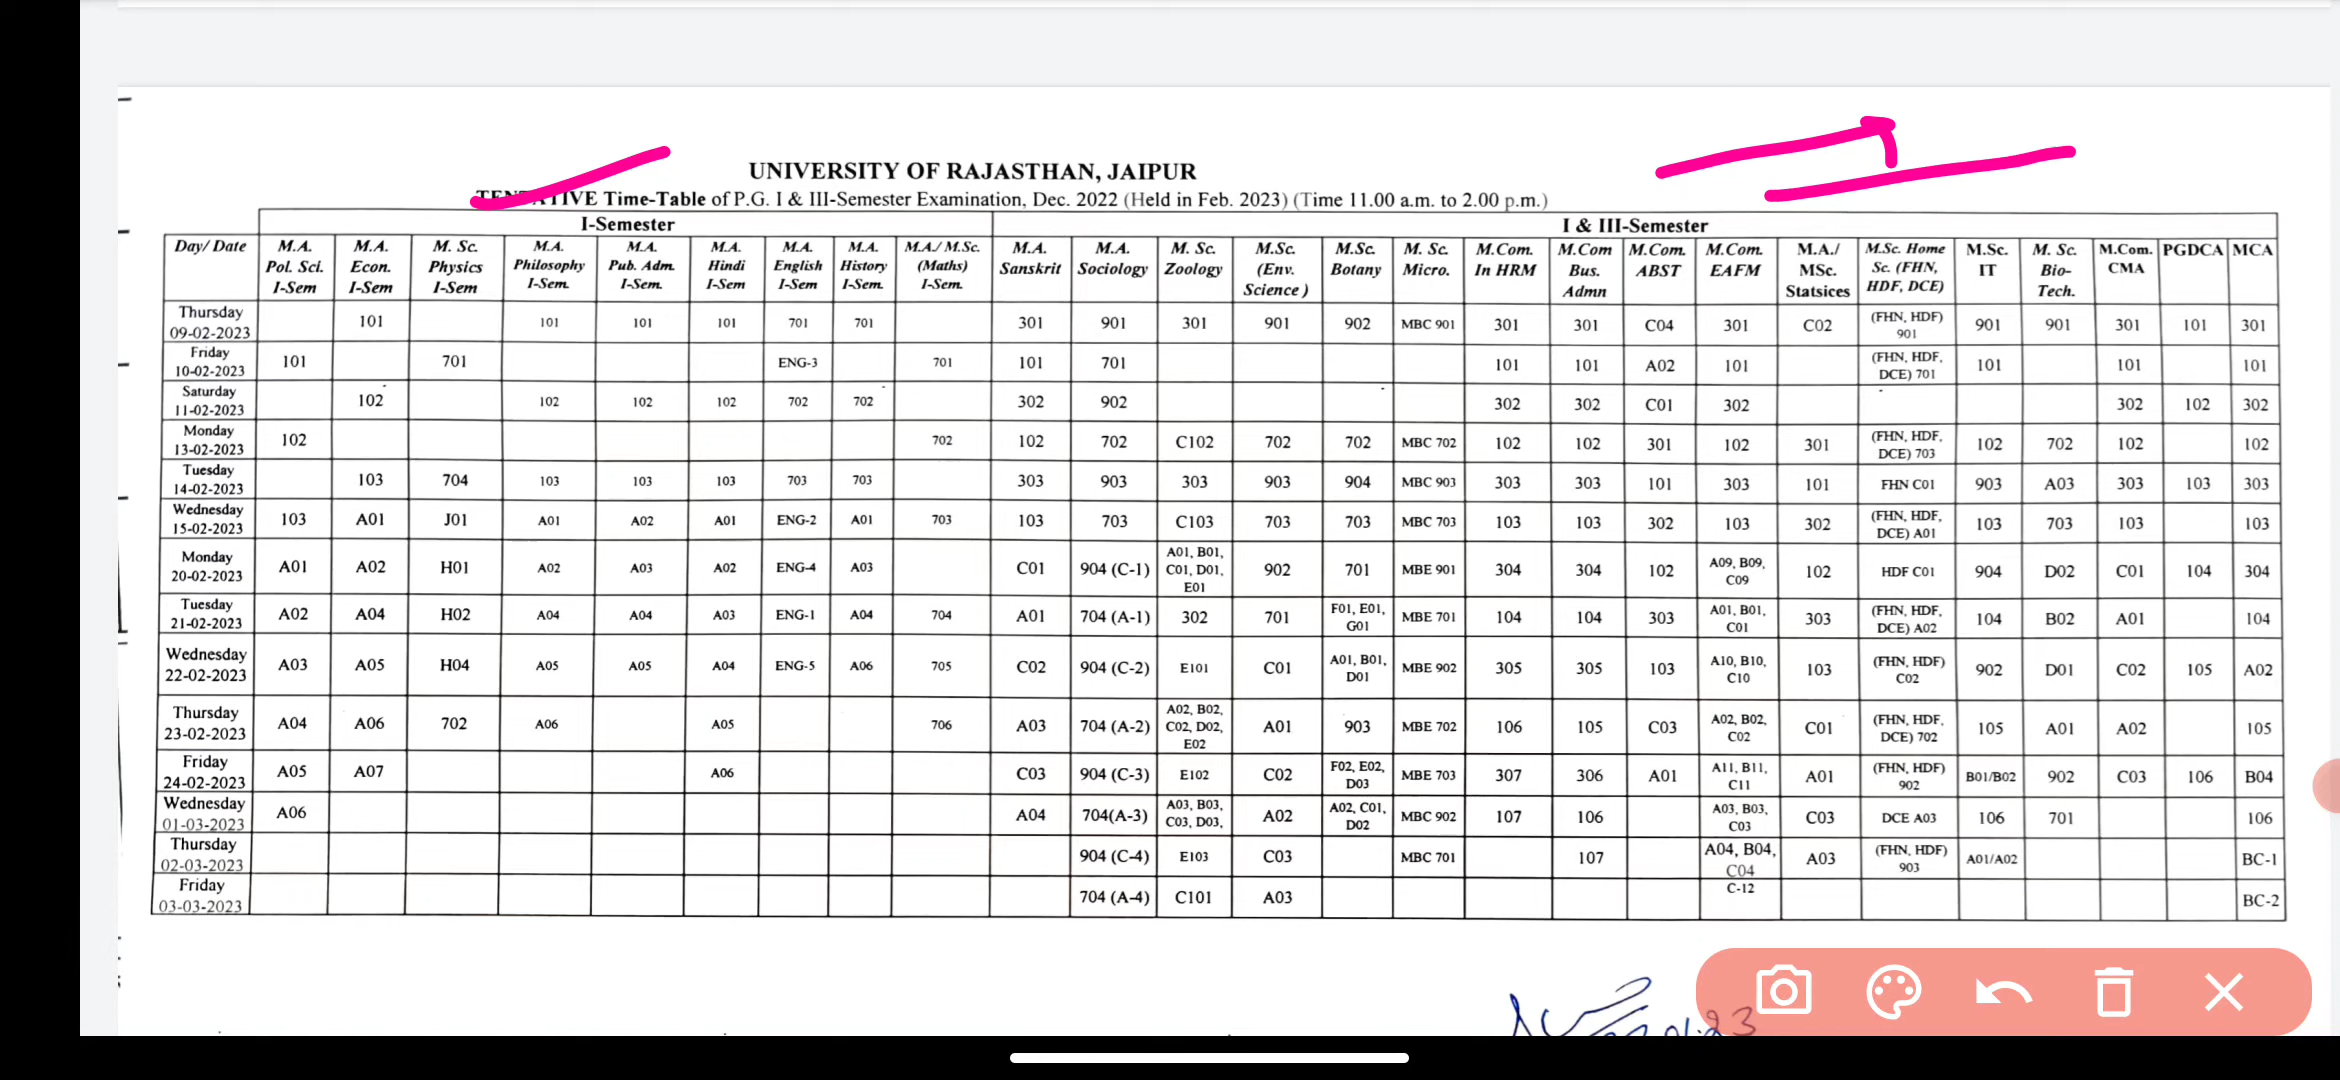 UNIVERSITY OF RAJASTHAN, JAIPUR
TENTATIVE Time-Table of P.G. I & III-Semester Examination, Dec. 2022 (Held in Feb. 2023) (Time 11.00 a.m. to 2.00 p.m.)
I-Semester I & III-Semester
Day/ Date M.A. Pol. Sci. I-Sem M.A. Econ. I-Sem M. Sc. Physics I-Sem M.A. Philosophy I-Sem. M.A. Pub. Adm. I-Sem. M.A. Hindi I-Sem M.A. English I-Sem M.A. History I-Sem. M.A./ M.Sc. (Maths) I-Sem. M.A. Sanskrit M.A. Sociology M. Sc. Zoology M.Sc. (Env. Science ) M.Sc. Botany M. Sc. Micro. M.Com. In HRM M.Com Bus. Admn M.Com. ABST M.Com. EAFM M.A./ MSc. Statsices M.Sc. Home Sc. (FHN, HDF, DCE) M.Sc. IT M. Sc. Bio-Tech. M.Com. CMA PGDCA MCA
Thursday 09-02-2023 101 101 101 101 701 701 301 901 301 901 902 MBC 901 301 301 C04 301 C02 (FHN, HDF) 901 901 901 301 101 301
Friday 10-02-2023 101 701 ENG-3 701 101 701 101 101 A02 101 (FHN, HDF, DCE) 701 101 101 101
Saturday 11-02-2023 102 102 102 102 702 702 302 902 302 302 C01 302 302 102 302
Monday 13-02-2023 102 702 102 702 C102 702 702 MBC 702 102 102 301 102 301 (FHN, HDF, DCE) 703 102 702 102 102
Tuesday 14-02-2023 103 704 103 103 103 703 703 303 903 303 903 904 MBC 903 303 303 101 303 101 FHN C01 903 A03 303 103 303
Wednesday 15-02-2023 103 A01 J01 A01 A02 A01 ENG-2 A01 703 103 703 C103 703 703 MBC 703 103 103 302 103 302 (FHN, HDF, DCE) A01 103 703 103 103
Monday 20-02-2023 A01 A02 H01 A02 A03 A02 ENG-4 A03 C01 904 (C-1) A01, B01, C01, D01, E01 902 701 MBE 901 304 304 102 A09, B09, C09 102 HDF C01 904 D02 C01 104 304
Tuesday 21-02-2023 A02 A04 H02 A04 A04 A03 ENG-1 A04 704 A01 704 (A-1) 302 701 F01, E01, G01 MBE 701 104 104 303 A01, B01, C01 303 (FHN, HDF, DCE) A02 104 B02 A01 104
Wednesday 22-02-2023 A03 A05 H04 A05 A05 A04 ENG-5 A06 705 C02 904 (C-2) E101 C01 A01, B01, D01 MBE 902 305 305 103 A10, B10, C10 103 (FHN, HDF) C02 902 D01 C02 105 A02
Thursday 23-02-2023 A04 A06 702 A06 A05 706 A03 704 (A-2) A02, B02, C02, D02, E02 A01 903 MBE 702 106 105 C03 A02, B02, C02 C01 (FHN, HDF, DCE) 702 105 A01 A02 105
Friday 24-02-2023 A05 A07 A06 C03 904 (C-3) E102 C02 F02, E02, D03 MBE 703 307 306 A01 A11, B11, C11 A01 (FHN, HDF) 902 B01/B02 902 C03 106 B04
Wednesday 01-03-2023 A06 A04 704(A-3) A03, B03, C03, D03, A02 A02, C01, D02 MBC 902 107 106 A03, B03, C03 C03 DCE A03 106 701 106
Thursday 02-03-2023 904 (C-4) E103 C03 MBC 701 107 A04, B04, C04 A03 (FHN, HDF) 903 A01/A02 BC-1
Friday 03-03-2023 704 (A-4) C101 A03 C-12 BC-2